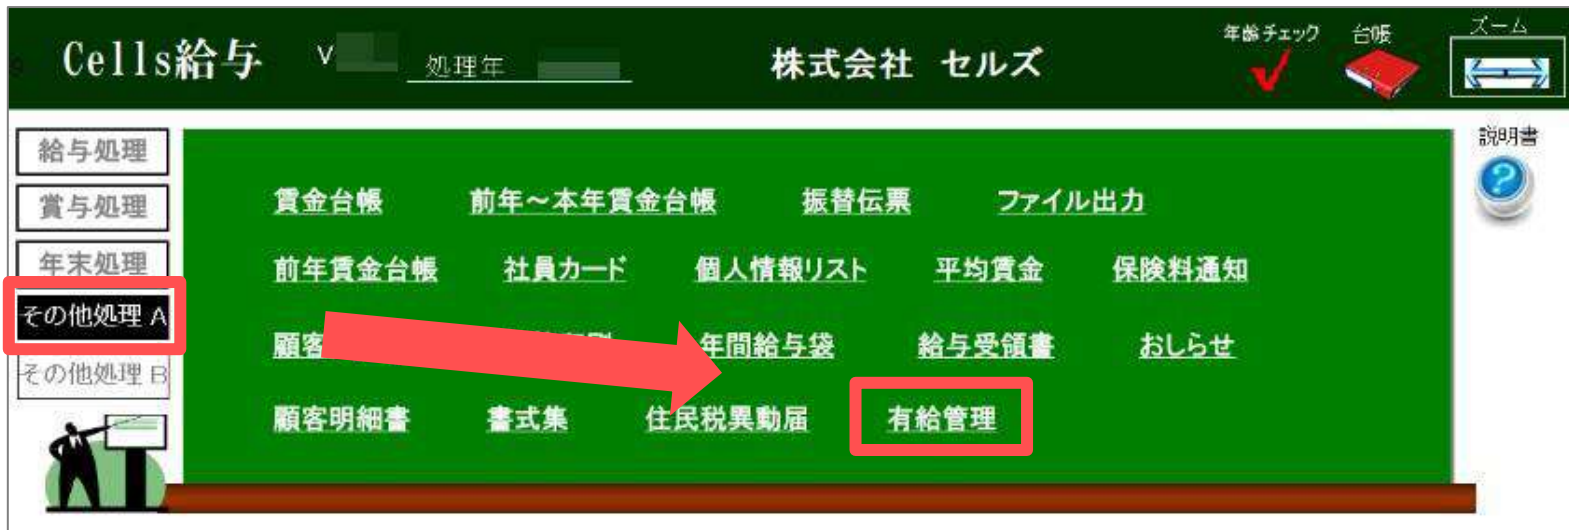 Cells給与 V 処理年 株式会社 セルズ 年齢チェック 台帳 ズーム
説明書
給与処理
賞与処理
年末処理
その他処理 A
その他処理 B
賃金台帳 前年～本年賃金台帳 振替伝票 ファイル出力
前年賃金台帳 社員カード 個人情報リスト 平均賃金 保険料通知
顧客 年間給与袋 給与受領書 おしらせ
顧客明細書 書式集 住民税異動届 有給管理